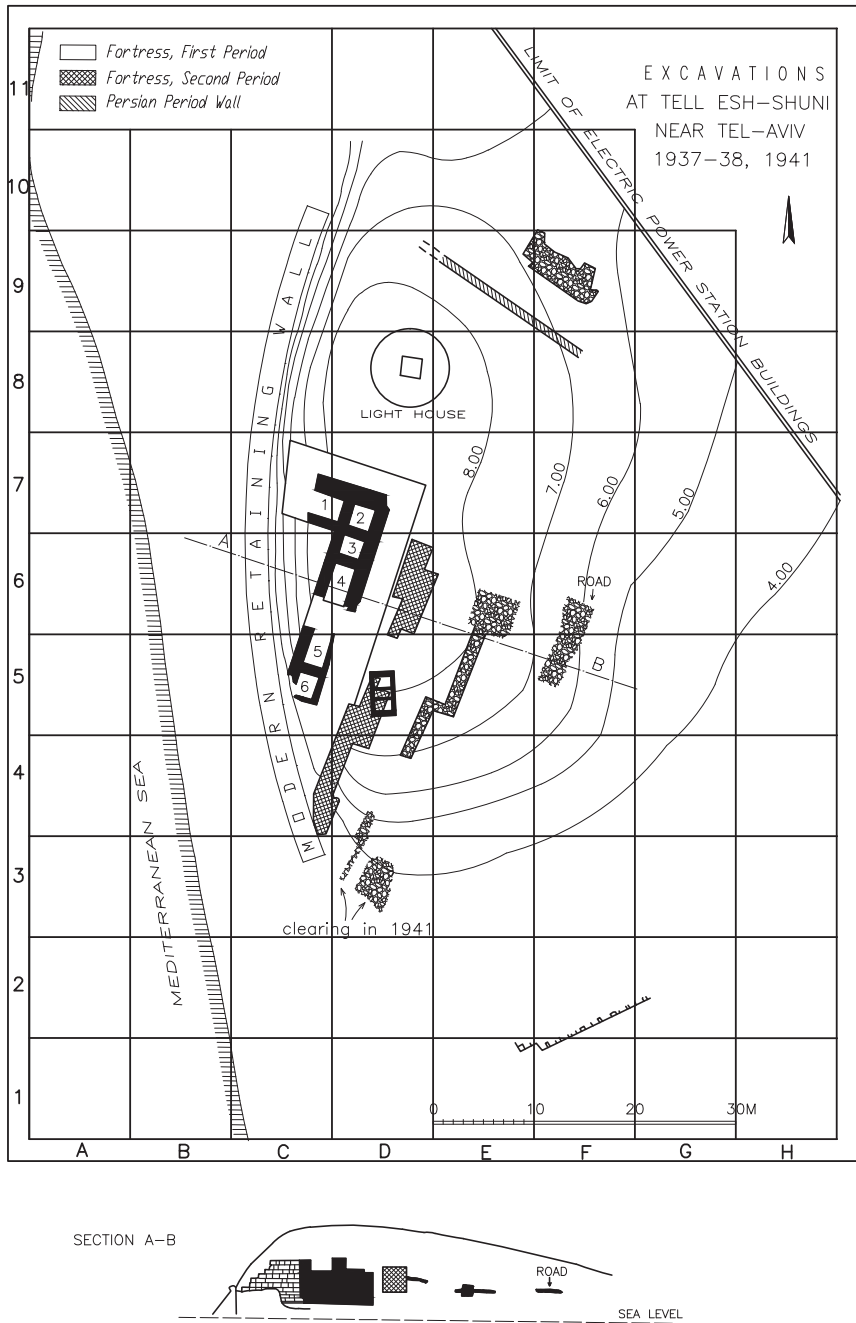 Fortress, First Period
Fortress, Second Period
Persian Period Wall
EXCAVATIONS
AT TELL ESH-SHUNI
NEAR TEL-AVIV
1937-38, 1941
LIMIT OF ELECTRIC POWER STATION BUILDINGS
11
10
9
8
7
6
5
4
3
2
1
MODERN RETAINING WALL
LIGHT HOUSE
8.00
7.00
6.00
5.00
4.00
1
2
3
4
5
6
A
B
ROAD
MEDITERRANEAN SEA
clearing in 1941
0 10 20 30M
A B C D E F G H
SECTION A-B
ROAD
SEA LEVEL